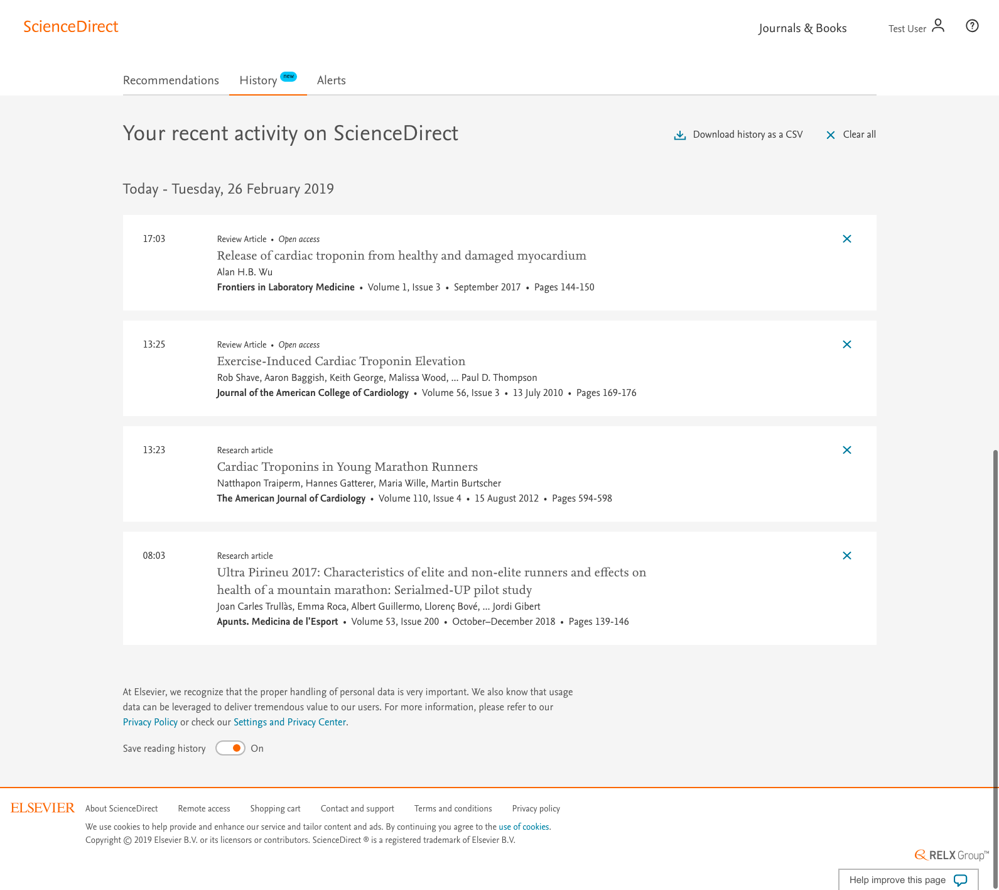 ScienceDirect
Journals & Books
Test User
Recommendations
History new
Alerts
Your recent activity on ScienceDirect
Download history as a CSV
Clear all
Today - Tuesday, 26 February 2019
17:03
Review Article • Open access
Release of cardiac troponin from healthy and damaged myocardium
Alan H.B. Wu
Frontiers in Laboratory Medicine • Volume 1, Issue 3 • September 2017 • Pages 144-150
13:25
Review Article • Open access
Exercise-Induced Cardiac Troponin Elevation
Rob Shave, Aaron Baggish, Keith George, Malissa Wood, ... Paul D. Thompson
Journal of the American College of Cardiology • Volume 56, Issue 3 • 13 July 2010 • Pages 169-176
13:23
Research article
Cardiac Troponins in Young Marathon Runners
Natthapon Traiperm, Hannes Gatterer, Maria Wille, Martin Burtscher
The American Journal of Cardiology • Volume 110, Issue 4 • 15 August 2012 • Pages 594-598
08:03
Research article
Ultra Pirineu 2017: Characteristics of elite and non-elite runners and effects on
health of a mountain marathon: Serialmed-UP pilot study
Joan Carles Trullàs, Emma Roca, Albert Guillermo, Llorenç Bové, ... Jordi Gibert
Apunts. Medicina de l'Esport • Volume 53, Issue 200 • October–December 2018 • Pages 139-146
At Elsevier, we recognize that the proper handling of personal data is very important. We also know that usage
data can be leveraged to deliver tremendous value to our users. For more information, please refer to our
Privacy Policy or check our Settings and Privacy Center.
Save reading history On
ELSEVIER
About ScienceDirect
Remote access
Shopping cart
Contact and support
Terms and conditions
Privacy policy
We use cookies to help provide and enhance our service and tailor content and ads. By continuing you agree to the use of cookies.
Copyright © 2019 Elsevier B.V. or its licensors or contributors. ScienceDirect ® is a registered trademark of Elsevier B.V.
RELX Group™
Help improve this page